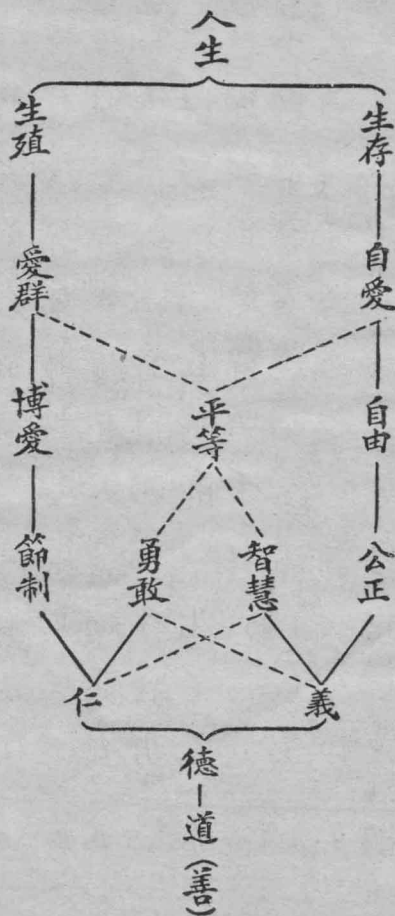 人生
生存
生殖
自愛
愛群
平等
自由
博愛
公正
智慧
勇敢
節制
義
仁
德—道(善)